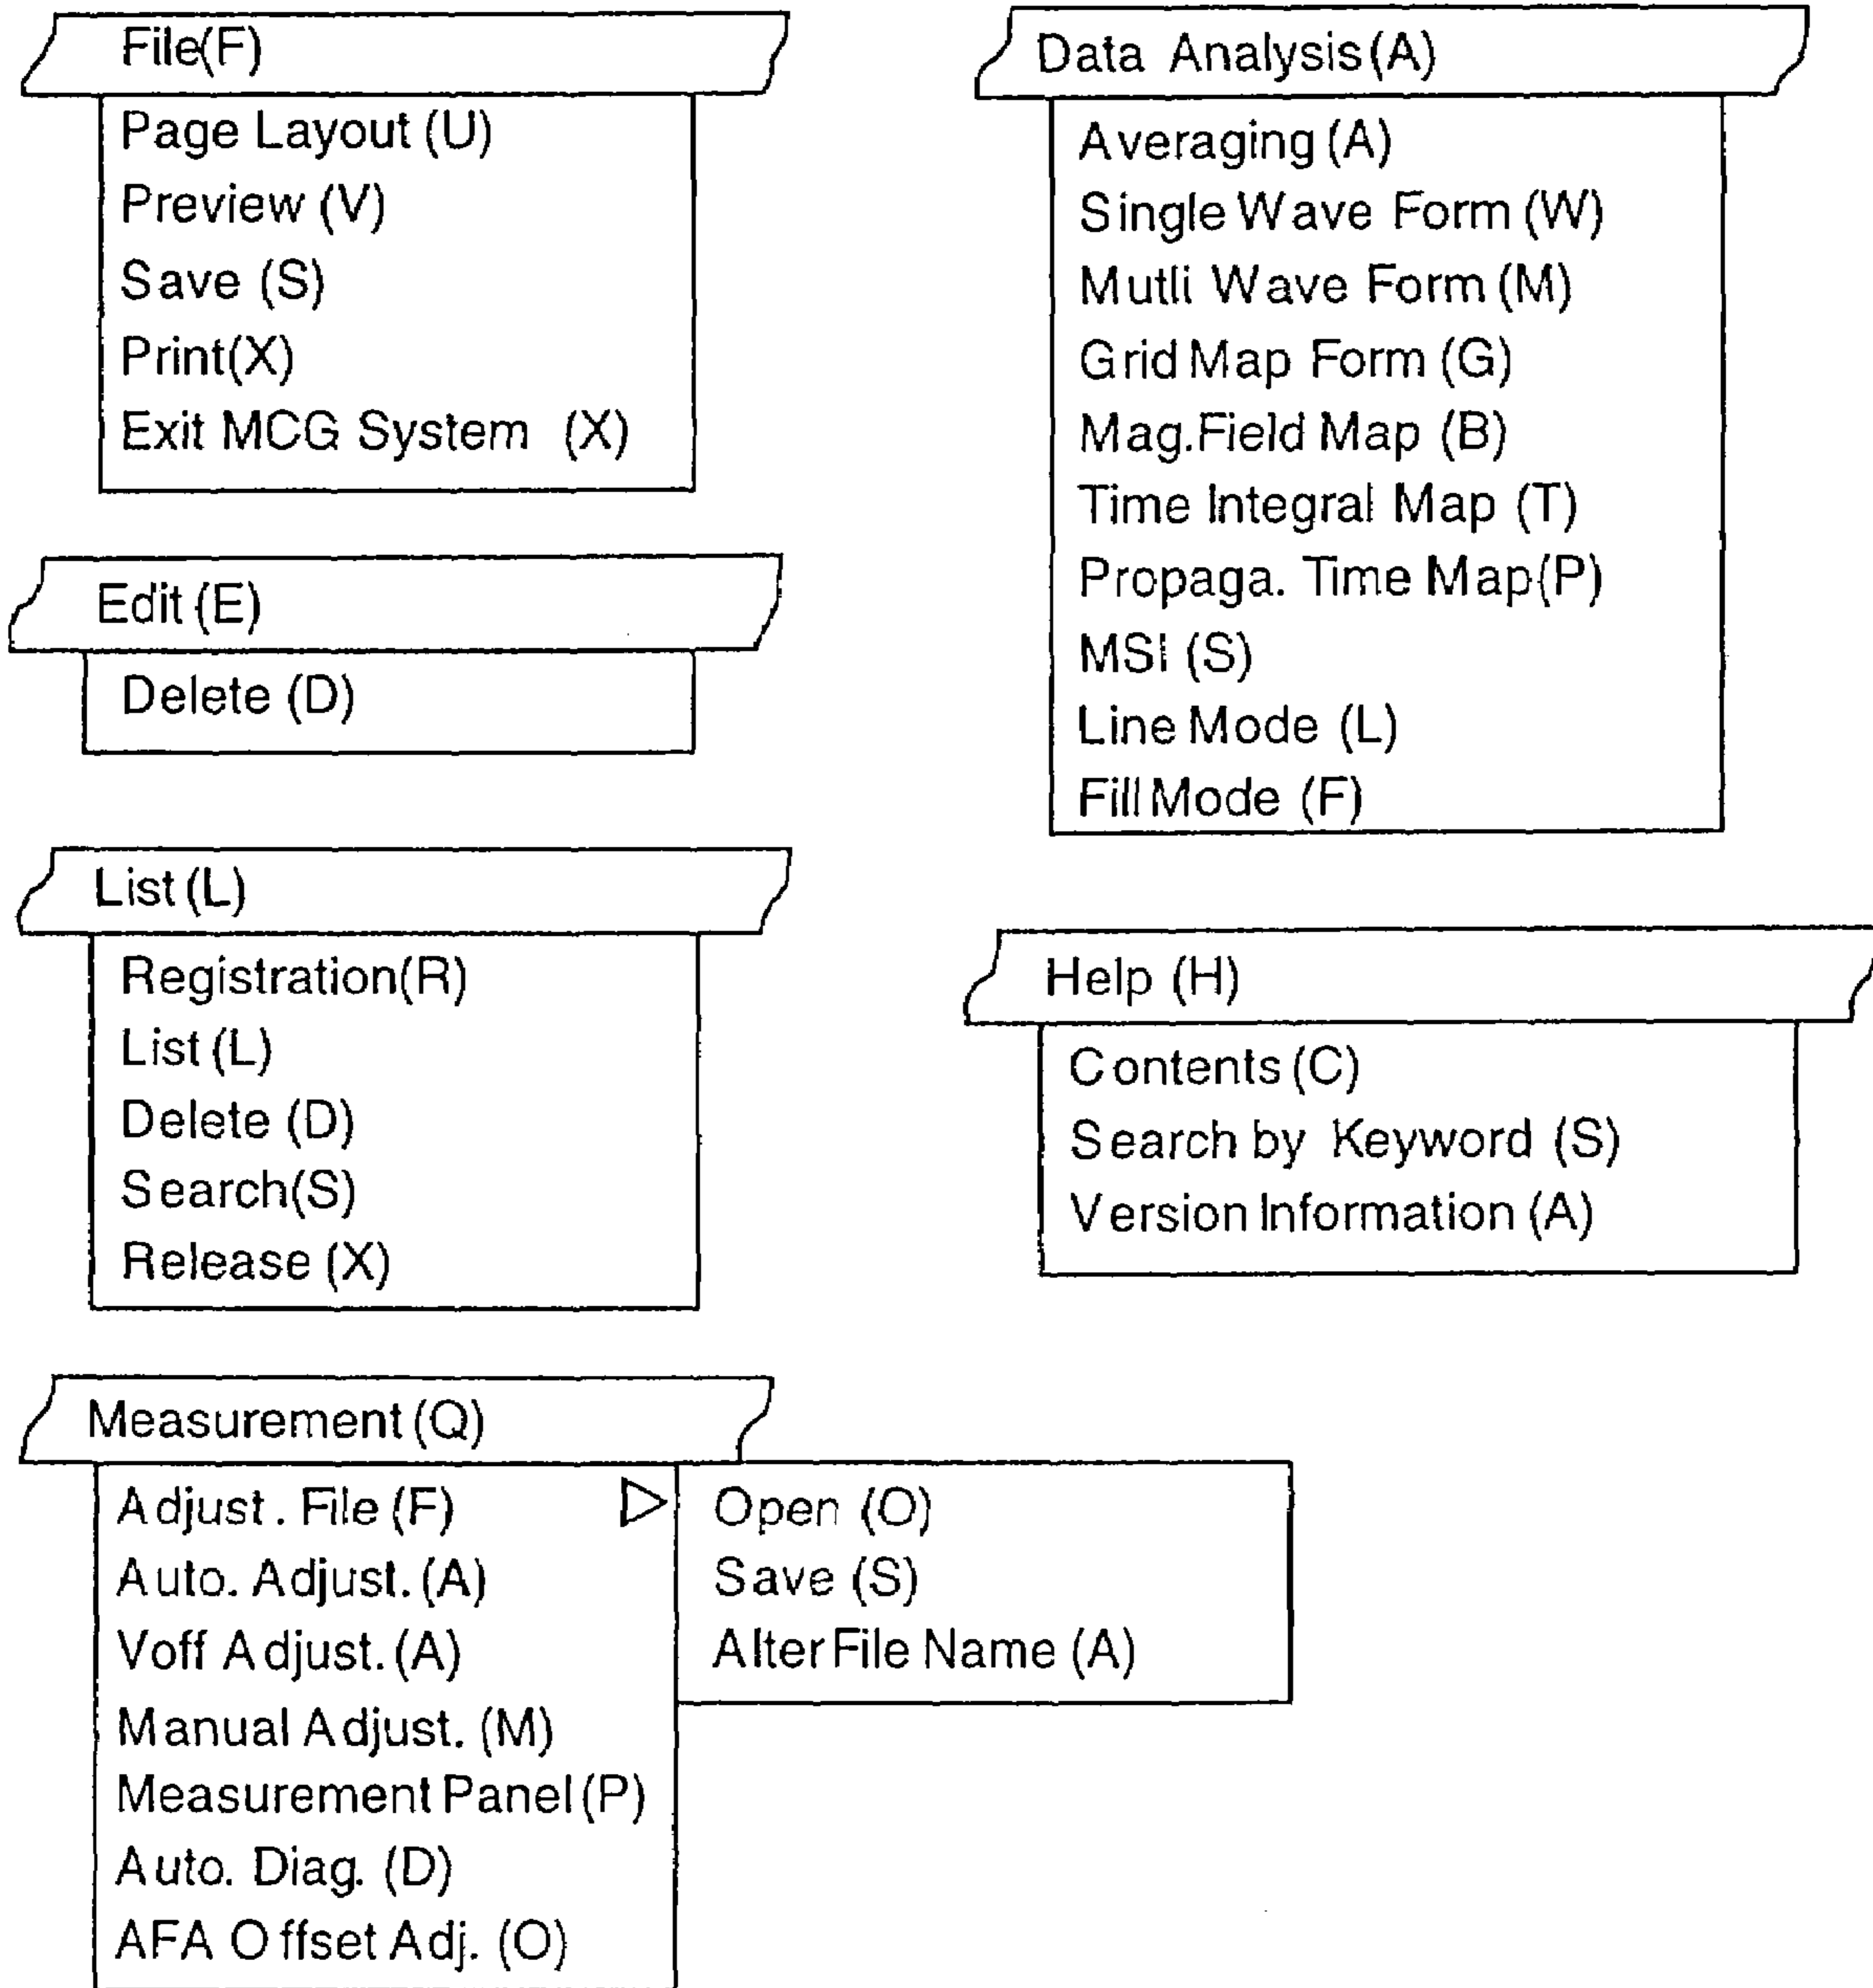 File(F)
Page Layout (U)
Preview (V)
Save (S)
Print(X)
Exit MCG System (X)
Edit (E)
Delete (D)
List (L)
Registration(R)
List (L)
Delete (D)
Search(S)
Release (X)
Measurement (Q)
Adjust. File (F)
Auto. Adjust. (A)
Voff Adjust. (A)
Manual Adjust. (M)
Measurement Panel (P)
Auto. Diag. (D)
AFA Offset Adj. (O)
Open (O)
Save (S)
Alter File Name (A)
Data Analysis (A)
Averaging (A)
Single Wave Form (W)
Mutli Wave Form (M)
Grid Map Form (G)
Mag.Field Map (B)
Time Integral Map (T)
Propaga. Time Map(P)
MSI (S)
Line Mode (L)
Fill Mode (F)
Help (H)
Contents (C)
Search by Keyword (S)
Version Information (A)